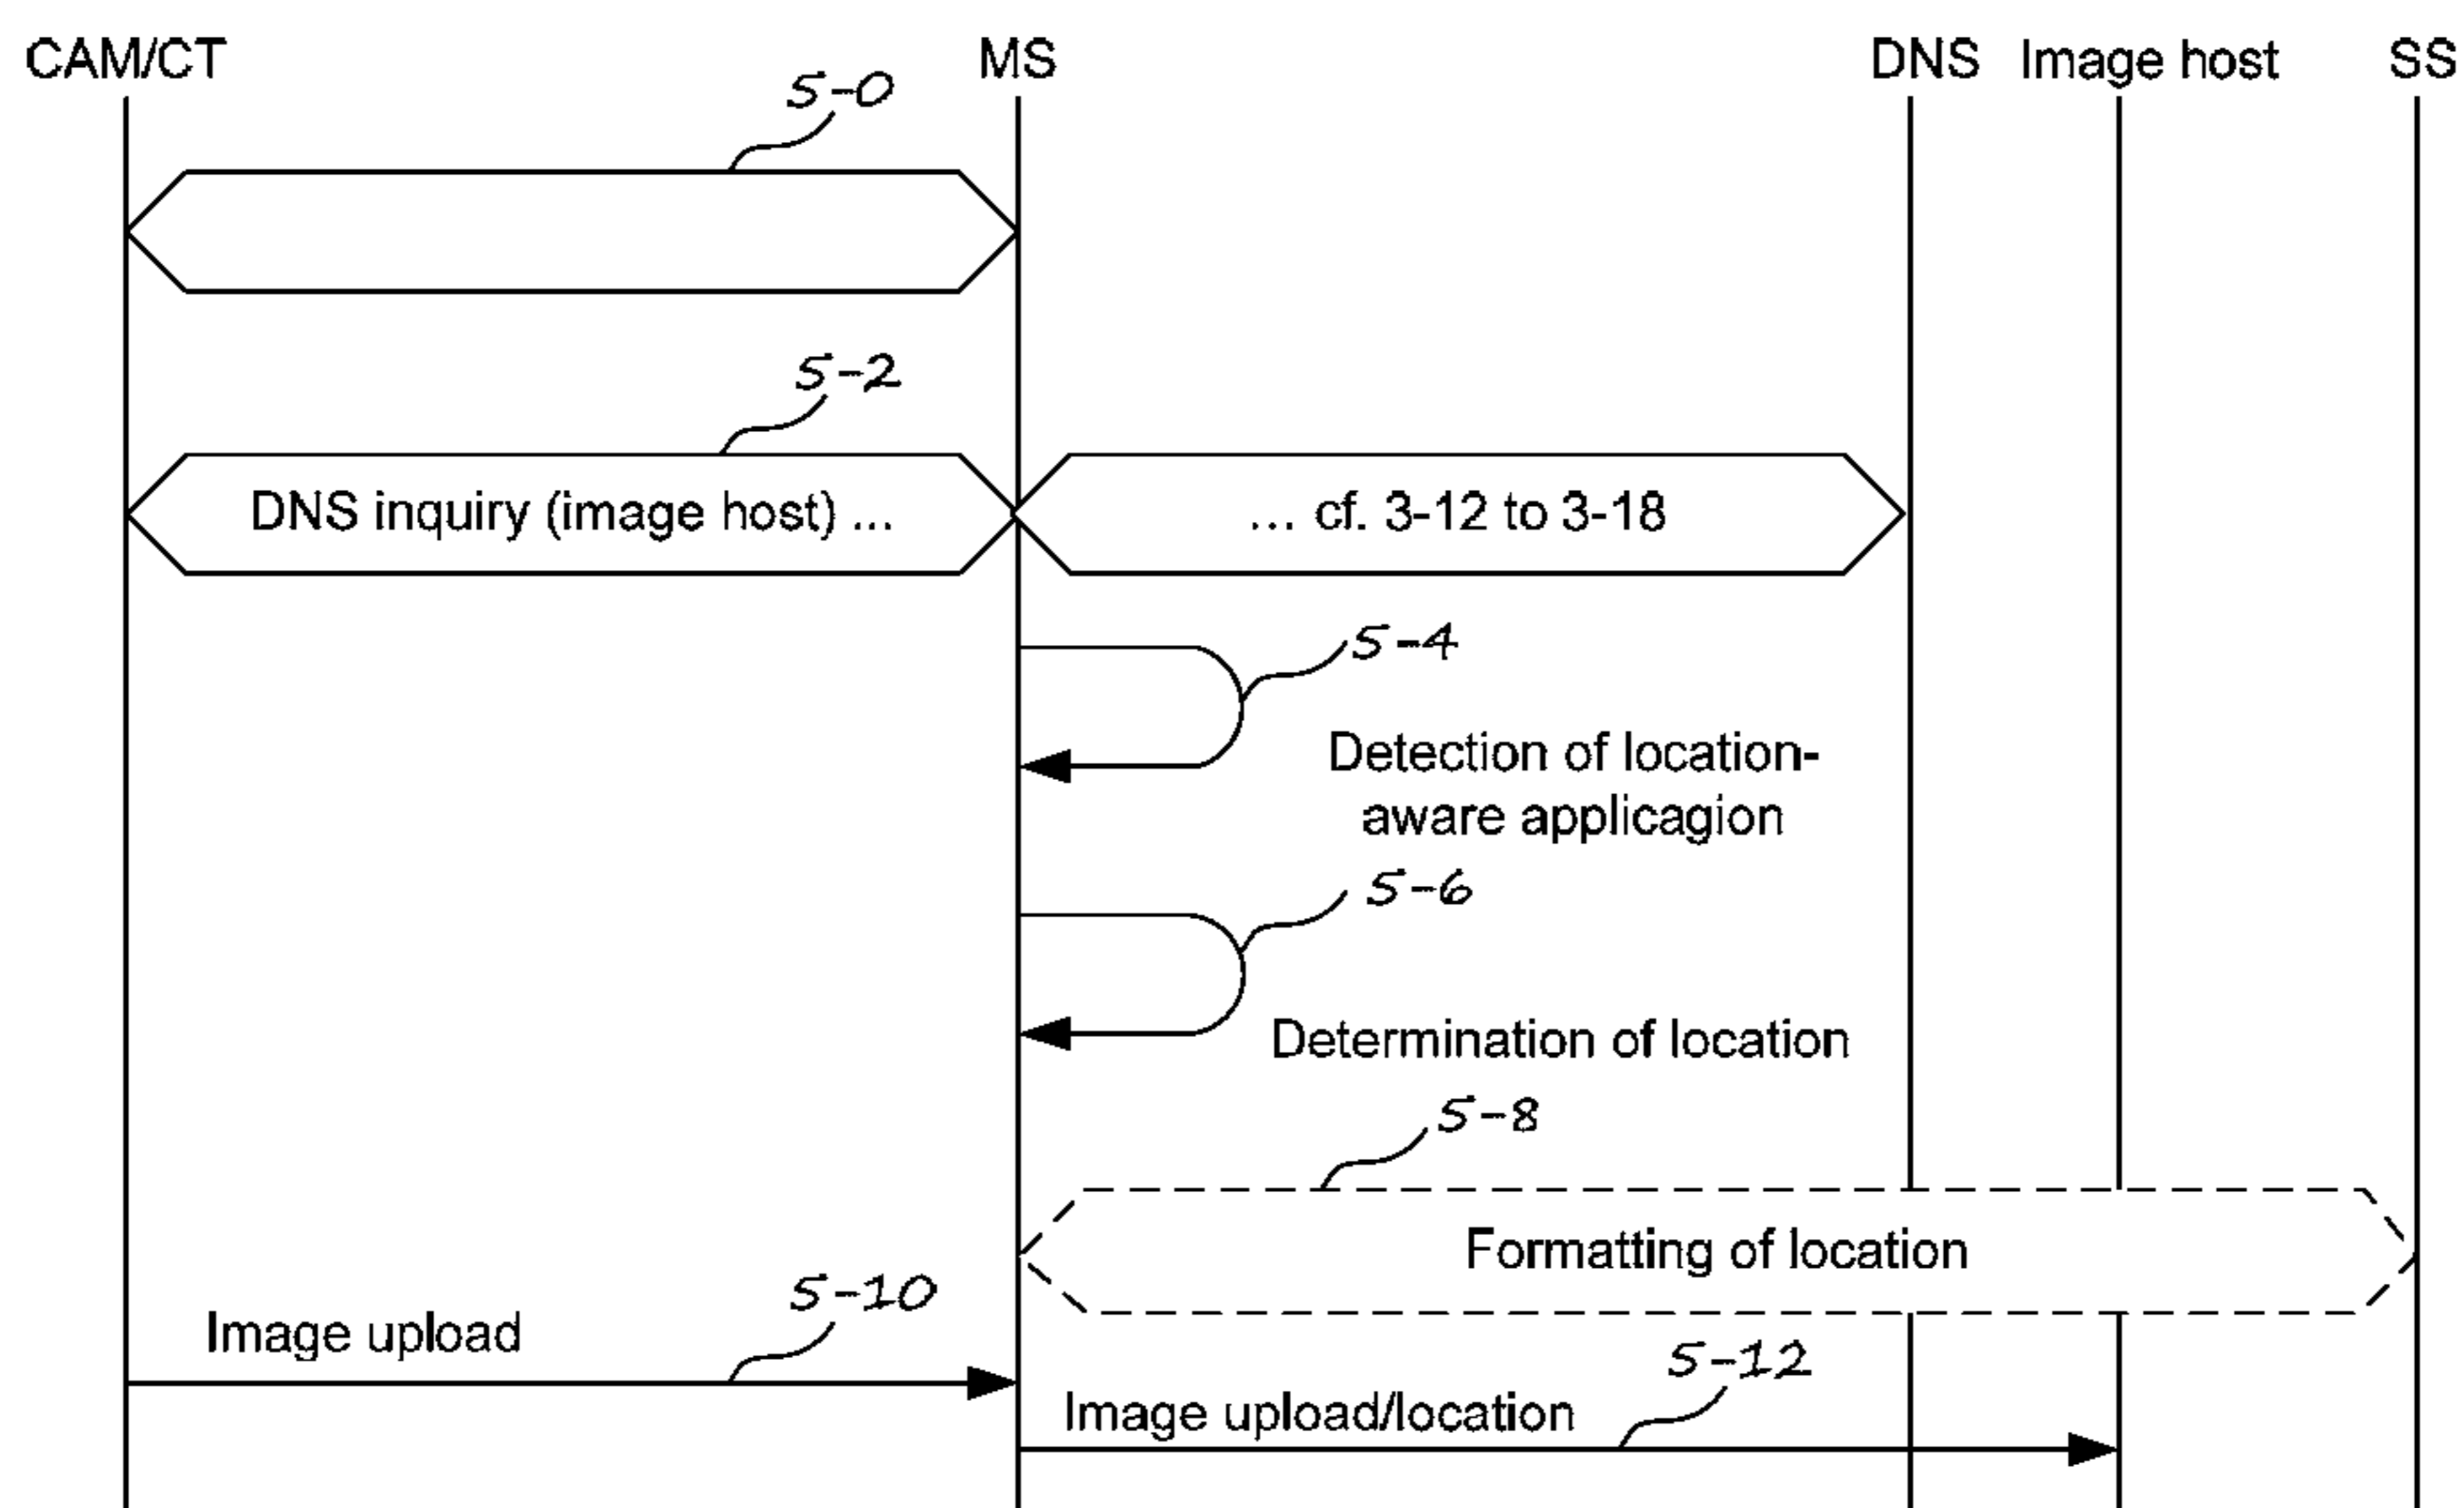 CAM/CT MS DNS Image host SS
5-0
5-2
DNS inquiry (image host) ... ... cf. 3-12 to 3-18
5-4
Detection of location-
aware applicagion
5-6
Determination of location
5-8
Formatting of location
5-10
Image upload
5-12
Image upload/location